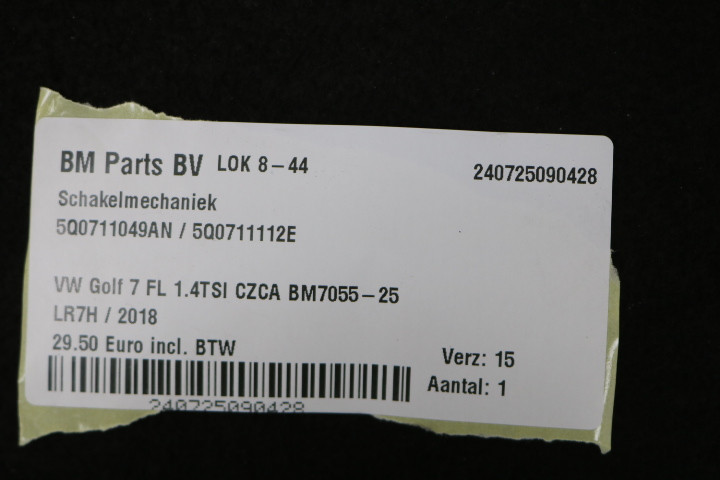 BM Parts BV LOK 8-44 240725090428
Schakelmechaniek
5Q0711049AN / 5Q0711112E
VW Golf 7 FL 1.4TSI CZCA BM7055-25
LR7H / 2018
29.50 Euro incl. BTW
Verz: 15
Aantal: 1
240725090428